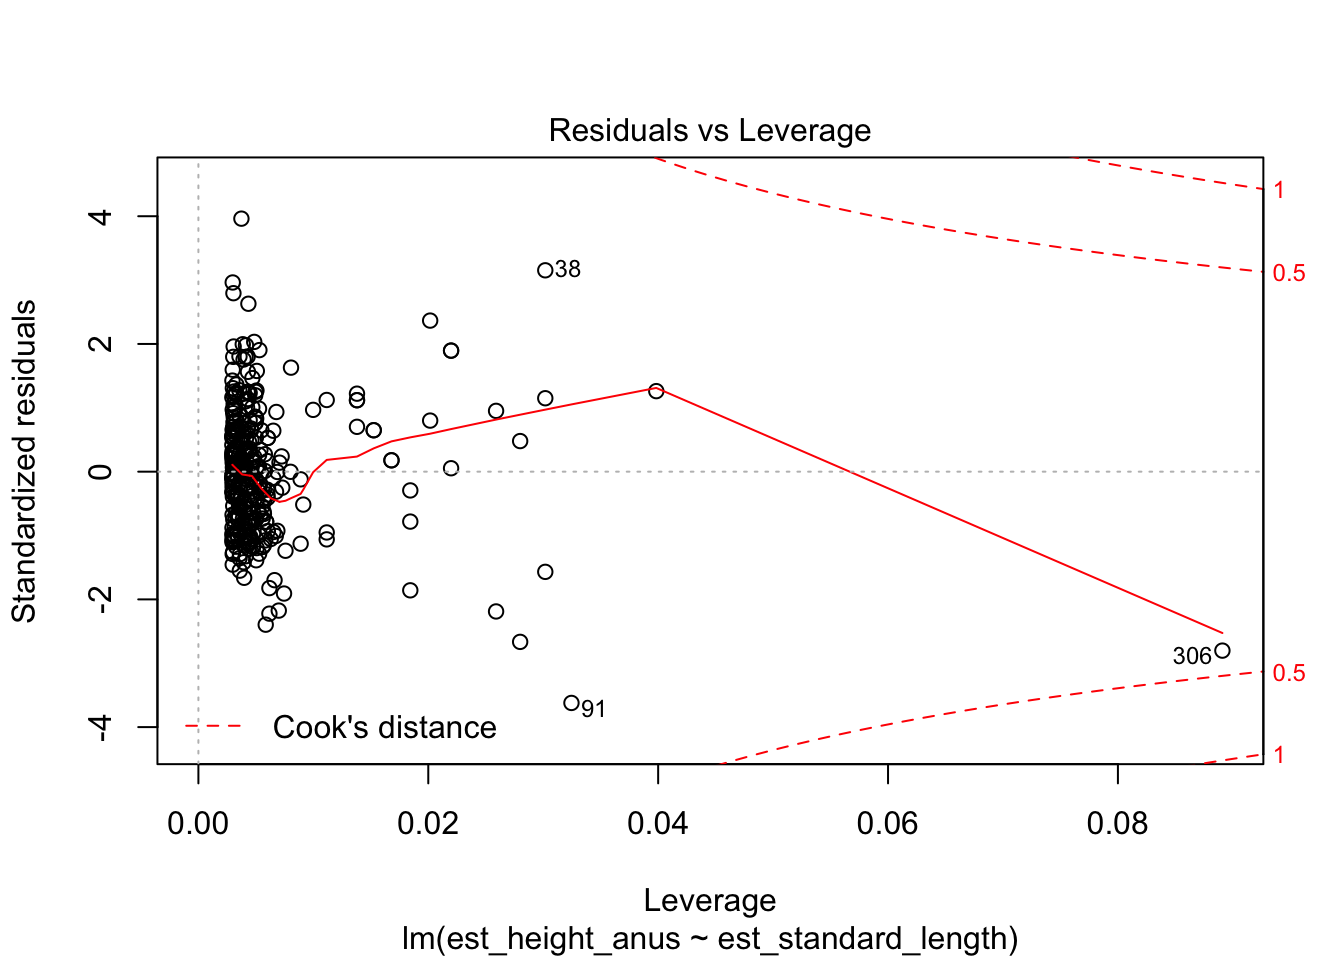 Residuals vs Leverage
Standardized residuals
4
2
0
-2
-4
38
91
306
1
0.5
0.5
1
Cook's distance
0.00 0.02 0.04 0.06 0.08
Leverage
lm(est_height_anus ~ est_standard_length)